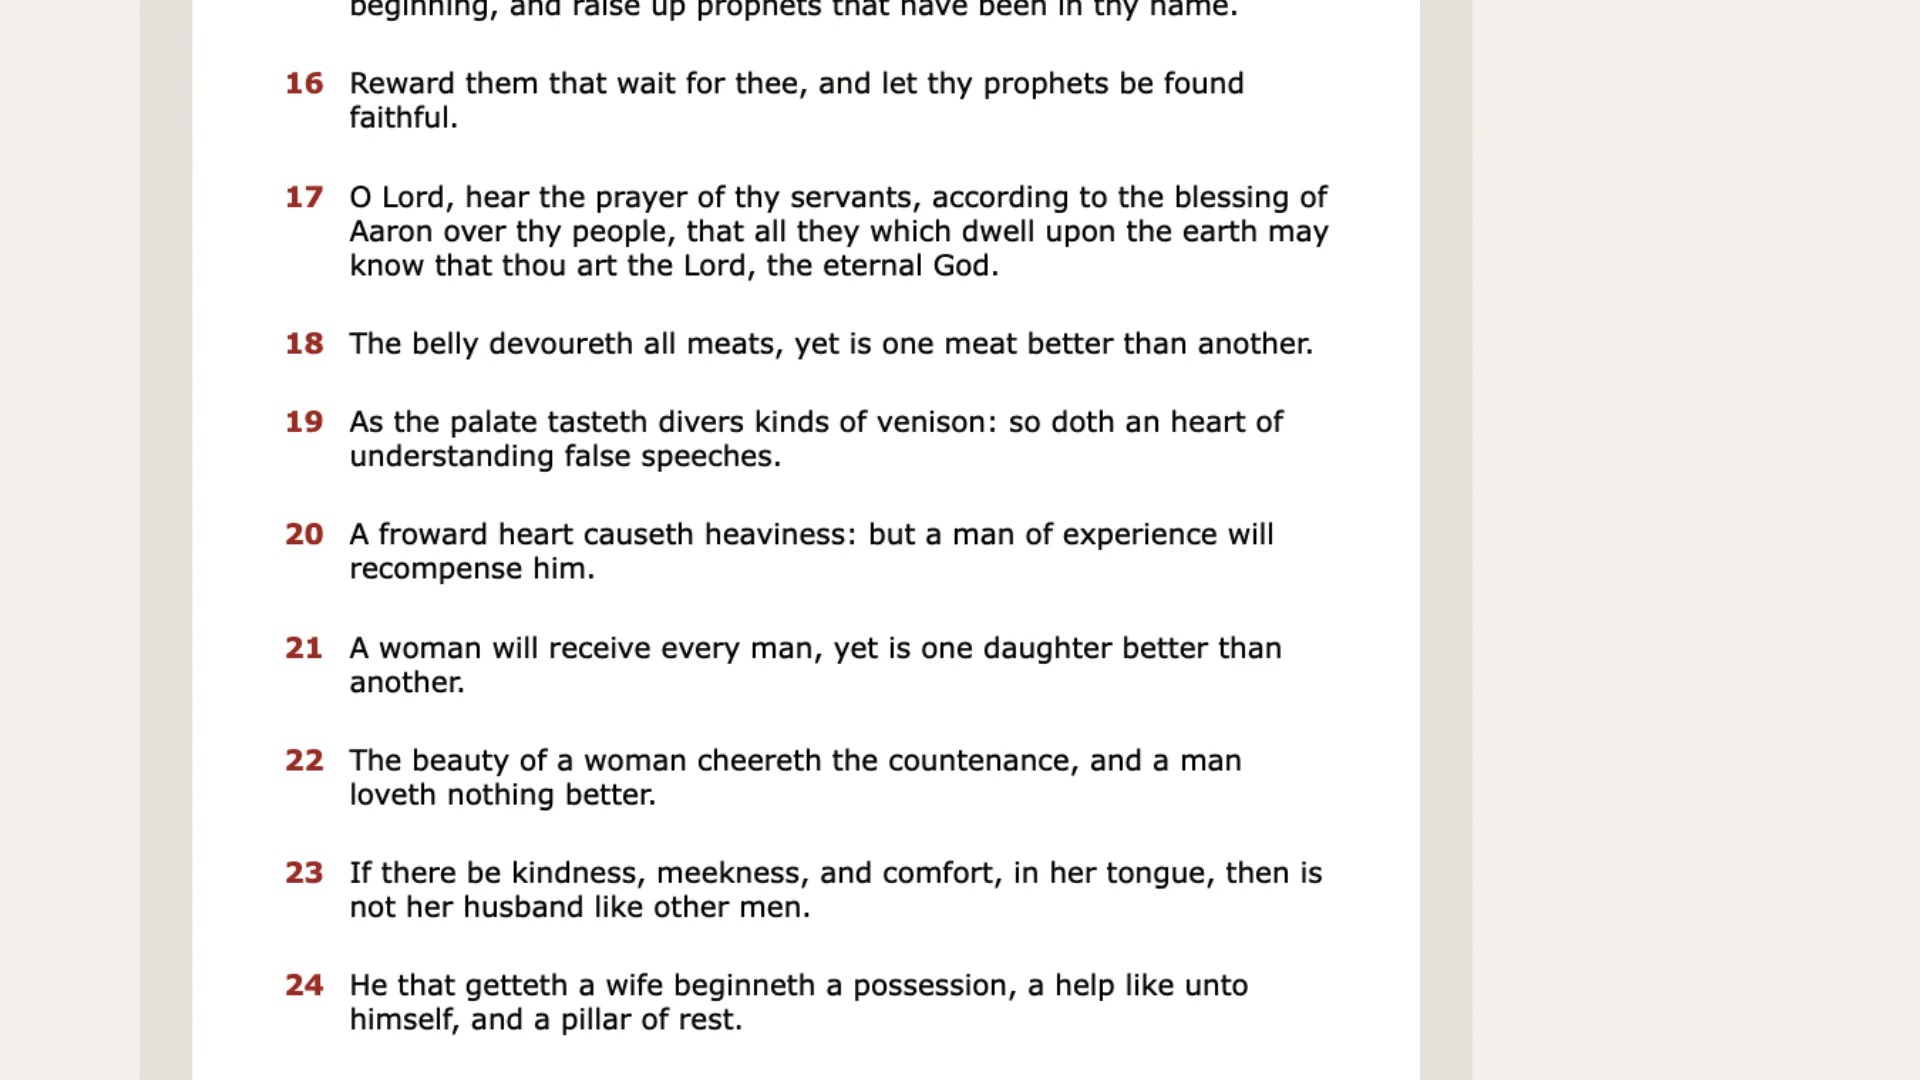 beginning, and raise up prophets that have been in thy name.
16 Reward them that wait for thee, and let thy prophets be found
faithful.
17 O Lord, hear the prayer of thy servants, according to the blessing of
Aaron over thy people, that all they which dwell upon the earth may
know that thou art the Lord, the eternal God.
18 The belly devoureth all meats, yet is one meat better than another.
19 As the palate tasteth divers kinds of venison: so doth an heart of
understanding false speeches.
20 A froward heart causeth heaviness: but a man of experience will
recompense him.
21 A woman will receive every man, yet is one daughter better than
another.
22 The beauty of a woman cheereth the countenance, and a man
loveth nothing better.
23 If there be kindness, meekness, and comfort, in her tongue, then is
not her husband like other men.
24 He that getteth a wife beginneth a possession, a help like unto
himself, and a pillar of rest.